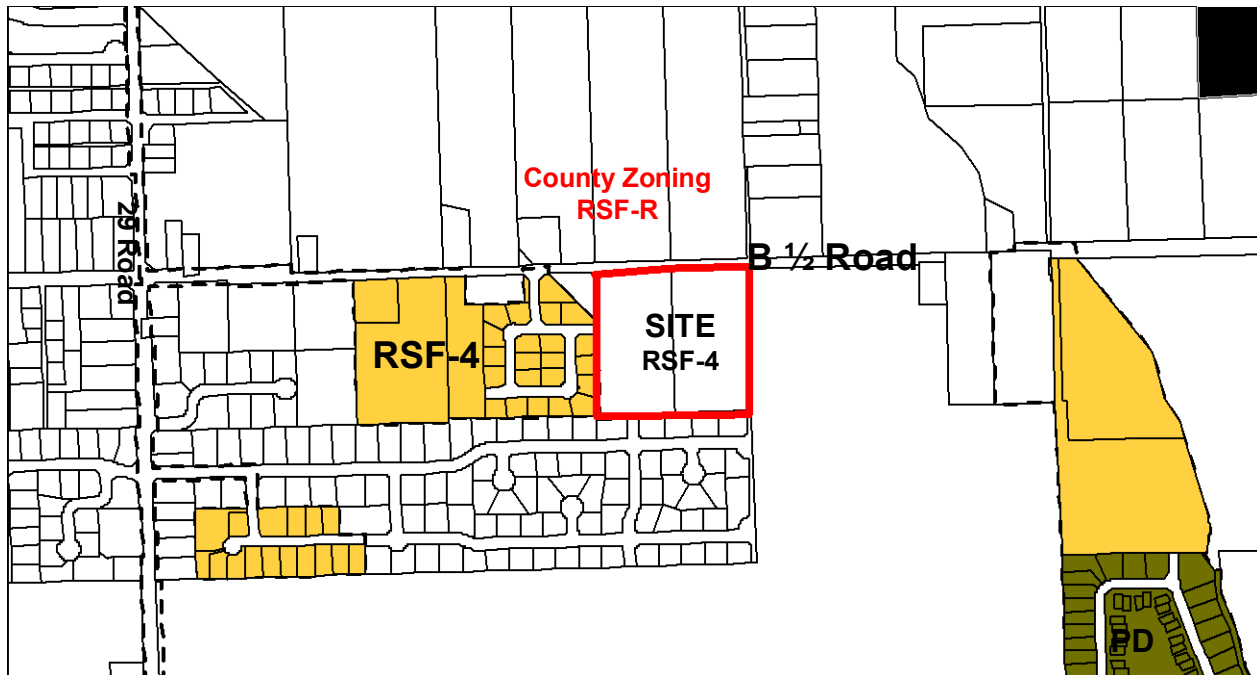 County Zoning
RSF-R
29 Road
B ½ Road
SITE
RSF-4
RSF-4
PD